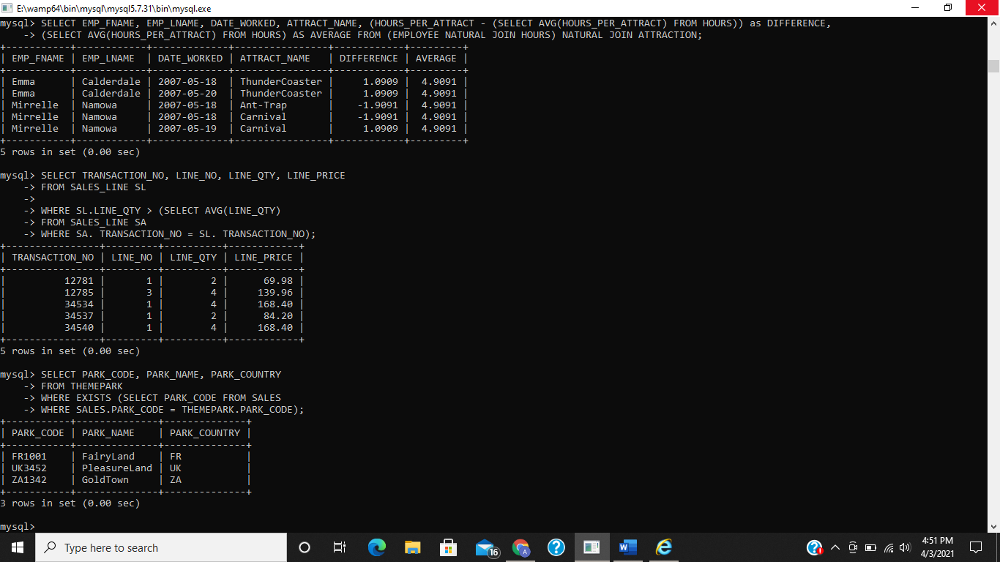 E:\wamp64\bin\mysql\mysql5.7.31\bin\mysql.exe
mysql> SELECT EMP_FNAME, EMP_LNAME, DATE_WORKED, ATTRACT_NAME, (HOURS_PER_ATTRACT - (SELECT AVG(HOURS_PER_ATTRACT) FROM HOURS)) as DIFFERENCE,
    -> (SELECT AVG(HOURS_PER_ATTRACT) FROM HOURS) AS AVERAGE FROM (EMPLOYEE NATURAL JOIN HOURS) NATURAL JOIN ATTRACTION;
+-----------+------------+-------------+----------------+------------+---------+
| EMP_FNAME | EMP_LNAME  | DATE_WORKED | ATTRACT_NAME   | DIFFERENCE | AVERAGE |
+-----------+------------+-------------+----------------+------------+---------+
| Emma      | Calderdale | 2007-05-18  | ThunderCoaster |     1.0909 |  4.9091 |
| Emma      | Calderdale | 2007-05-20  | ThunderCoaster |     1.0909 |  4.9091 |
| Mirrelle  | Namowa     | 2007-05-18  | Ant-Trap       |    -1.9091 |  4.9091 |
| Mirrelle  | Namowa     | 2007-05-18  | Carnival       |    -1.9091 |  4.9091 |
| Mirrelle  | Namowa     | 2007-05-19  | Carnival       |     1.0909 |  4.9091 |
+-----------+------------+-------------+----------------+------------+---------+
5 rows in set (0.00 sec)
mysql> SELECT TRANSACTION_NO, LINE_NO, LINE_QTY, LINE_PRICE
    -> FROM SALES_LINE SL
    ->
    -> WHERE SL.LINE_QTY > (SELECT AVG(LINE_QTY)
    -> FROM SALES_LINE SA
    -> WHERE SA. TRANSACTION_NO = SL. TRANSACTION_NO);
+----------------+---------+----------+------------+
| TRANSACTION_NO | LINE_NO | LINE_QTY | LINE_PRICE |
+----------------+---------+----------+------------+
|          12781 |       1 |        2 |      69.98 |
|          12785 |       3 |        4 |     139.96 |
|          34534 |       1 |        4 |     168.40 |
|          34537 |       1 |        2 |      84.20 |
|          34540 |       1 |        4 |     168.40 |
+----------------+---------+----------+------------+
5 rows in set (0.00 sec)
mysql> SELECT PARK_CODE, PARK_NAME, PARK_COUNTRY
    -> FROM THEMEPARK
    -> WHERE EXISTS (SELECT PARK_CODE FROM SALES
    -> WHERE SALES.PARK_CODE = THEMEPARK.PARK_CODE);
+-----------+--------------+--------------+
| PARK_CODE | PARK_NAME    | PARK_COUNTRY |
+-----------+--------------+--------------+
| FR1001    | FairyLand    | FR           |
| UK3452    | PleasureLand | UK           |
| ZA1342    | GoldTown     | ZA           |
+-----------+--------------+--------------+
3 rows in set (0.00 sec)
mysql>
Type here to search
16
A
4:51 PM
4/3/2021